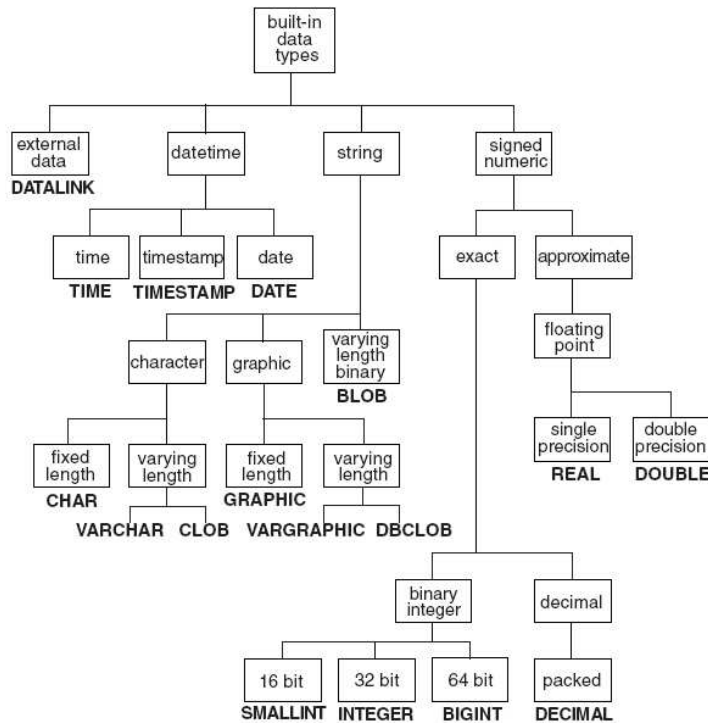 built-in
data
types
external
data
datetime
string
signed
numeric
DATALINK
time
timestamp
date
exact
approximate
TIME TIMESTAMP DATE
character
graphic
varying
length
binary
floating
point
BLOB
fixed
length
varying
length
fixed
length
varying
length
single
precision
double
precision
CHAR
GRAPHIC
REAL DOUBLE
VARCHAR CLOB VARGRAPHIC DBCLOB
binary
integer
decimal
16 bit
32 bit
64 bit
packed
SMALLINT INTEGER BIGINT DECIMAL